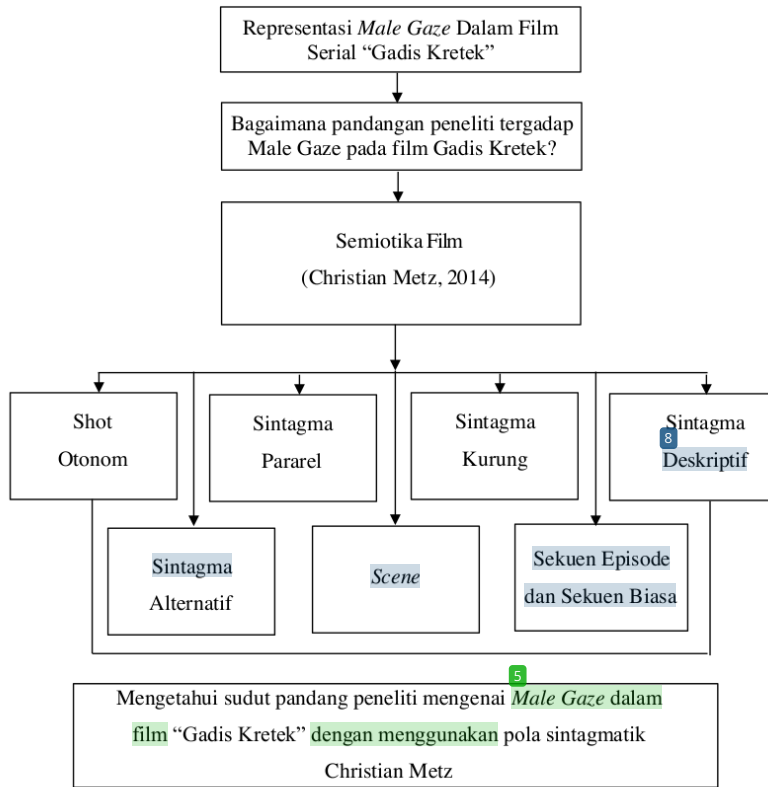 Representasi Male Gaze Dalam Film
Serial “Gadis Kretek”
Bagaimana pandangan peneliti tergadap
Male Gaze pada film Gadis Kretek?
Semiotika Film
(Christian Metz, 2014)
Shot
Otonom
Sintagma
Pararel
Sintagma
Kurung
Sintagma
8
Deskriptif
Sintagma
Alternatif
Scene
Sekuen Episode
dan Sekuen Biasa
5
Mengetahui sudut pandang peneliti mengenai Male Gaze dalam
film “Gadis Kretek” dengan menggunakan pola sintagmatik
Christian Metz